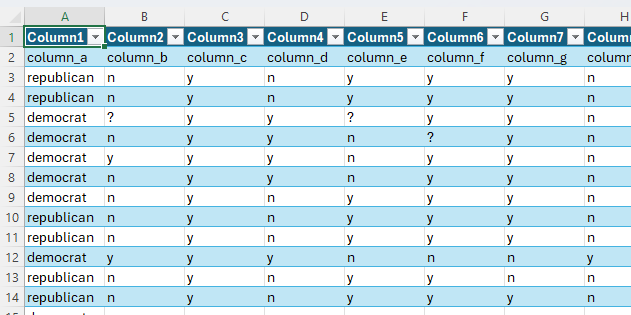 A B C D E F G H
1 Column1 Column2 Column3 Column4 Column5 Column6 Column7 Colum
2 column_a column_b column_c column_d column_e column_f column_g column
3 republican n y n y y y n
4 republican n y n y y y n
5 democrat ? y y ? y y n
6 democrat n y y n ? y n
7 democrat y y y n y y n
8 democrat n y y n y y n
9 democrat n y n y y y n
10 republican n y n y y y n
11 republican n y n y y y n
12 democrat y y y n n n y
13 republican n y n y y n n
14 republican n y n y y y n